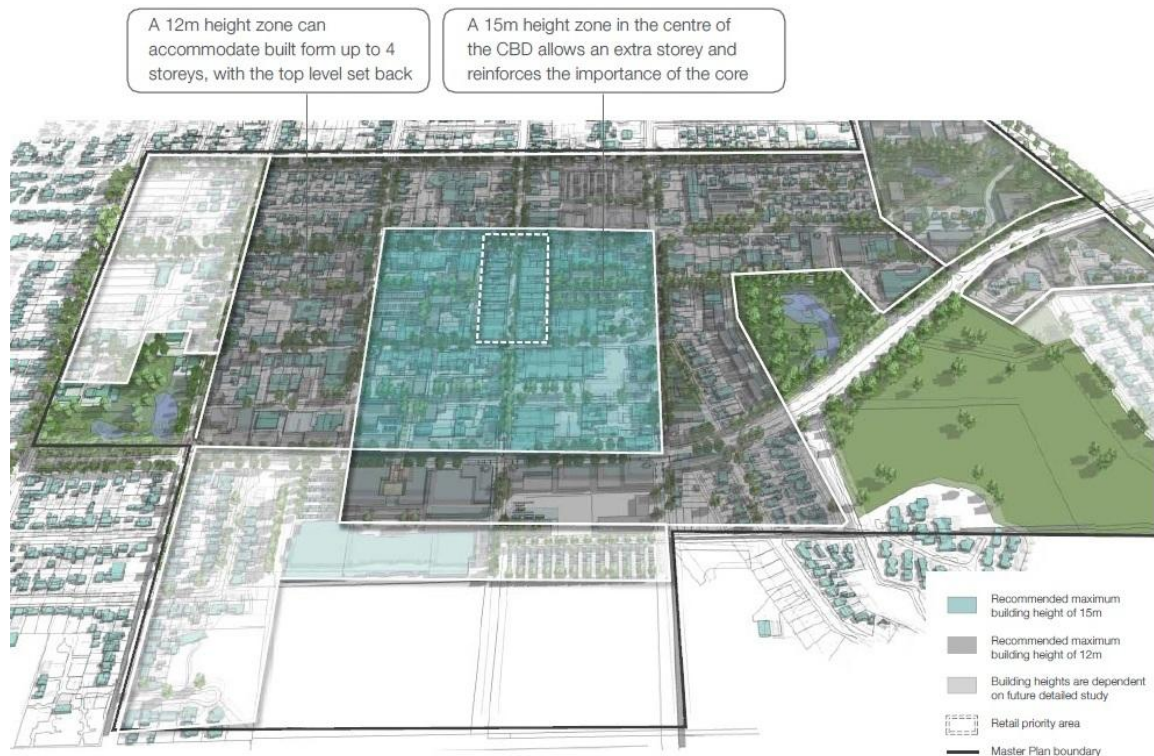 A 12m height zone can
accommodate built form up to 4
storeys, with the top level set back
A 15m height zone in the centre of
the CBD allows an extra storey and
reinforces the importance of the core
Recommended maximum
building height of 15m
Recommended maximum
building height of 12m
Building heights are dependent
on future detailed study
Retail priority area
Master Plan boundary